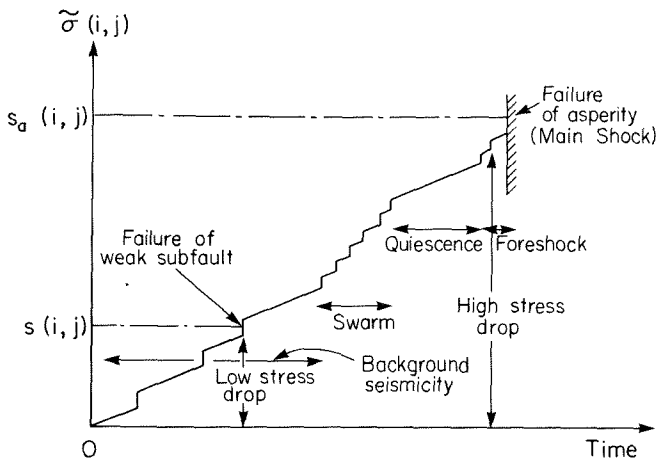 σ̃ (i, j)
s_a (i, j)
Failure
of asperity
(Main Shock)
Failure of
weak subfault
Quiescence
Foreshock
s (i, j)
Swarm
High stress
drop
Background
seismicity
Low stress
drop
O
Time